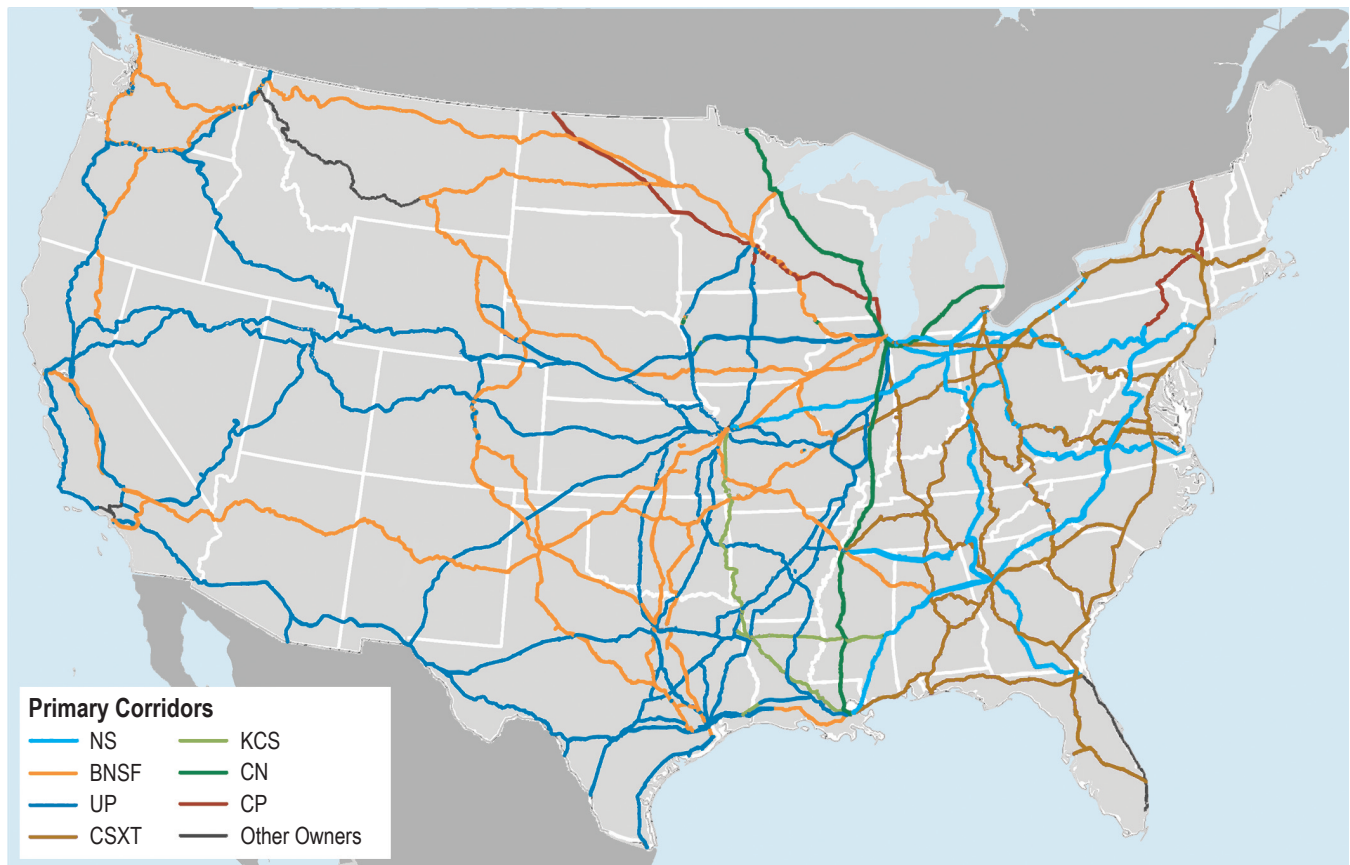 Primary Corridors
NS
BNSF
UP
CSXT
KCS
CN
CP
Other Owners